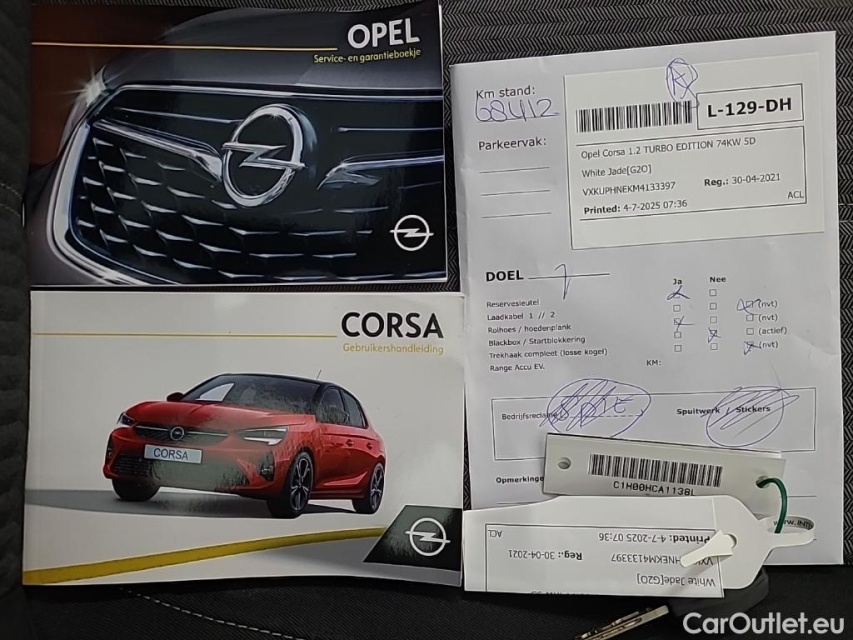 OPEL
Service- en garantieboekje
CORSA
Gebruikershandleiding
CORSA
Km stand:
68412
Parkeervak:
L-129-DH
Opel Corsa 1.2 TURBO EDITION 74KW 5D
White Jade[G2O]
VXKUPHNEKM4133397
Reg.: 30-04-2021
Printed: 4-7-2025 07:36
ACL
DOEL
Ja Nee
Reservesleutel
Laadkabel 1 // 2 (nvt)
Rolhoes / hoedenplank (nvt)
Blackbox / Startblokkering (actief)
Trekhaak compleet (losse kogel) (nvt)
Range Accu EV. KM:
Bedrijfsreclame
Spuitwerk / Stickers
Opmerkinge
C1H00HCA1138L
ACL
Printed: 4-7-2025 07:36
Reg.: 30-04-2021
HNEKM4133397
White Jade[G2O]
CarOutlet.eu